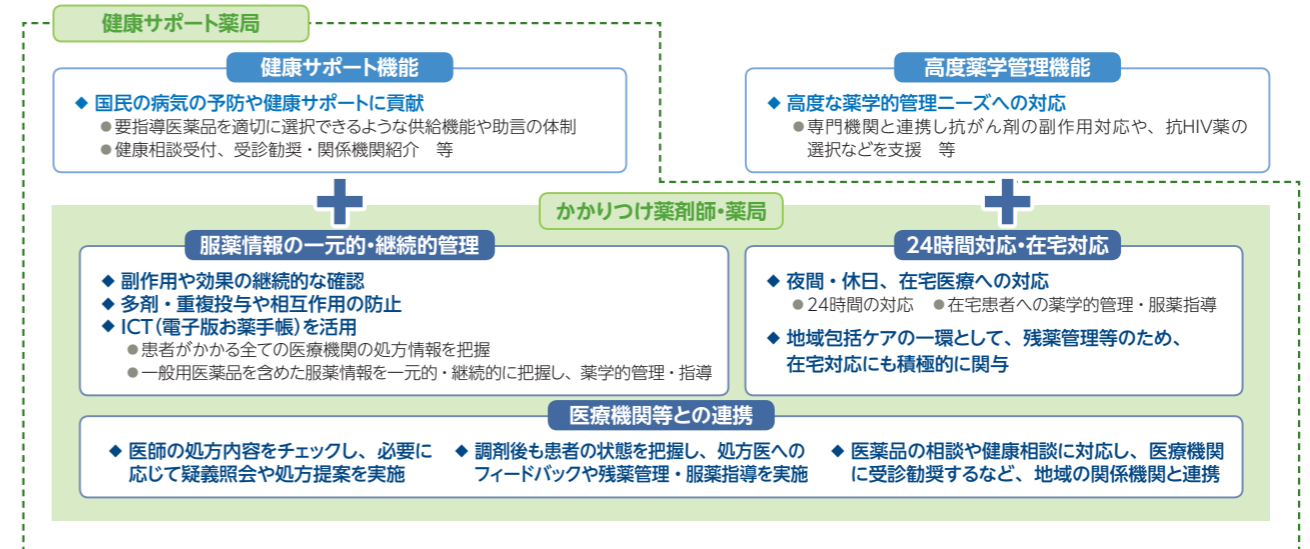 健康サポート薬局
健康サポート機能
◆ 国民の病気の予防や健康サポートに貢献
●要指導医薬品を適切に選択できるような供給機能や助言の体制
●健康相談受付、受診勧奨・関係機関紹介　等
高度薬学管理機能
◆ 高度な薬学的管理ニーズへの対応
●専門機関と連携し抗がん剤の副作用対応や、抗HIV薬の
選択などを支援　等
かかりつけ薬剤師・薬局
服薬情報の一元的・継続的管理
◆ 副作用や効果の継続的な確認
◆ 多剤・重複投与や相互作用の防止
◆ ICT(電子版お薬手帳)を活用
●患者がかかる全ての医療機関の処方情報を把握
●一般用医薬品を含めた服薬情報を一元的・継続的に把握し、薬学的管理・指導
24時間対応・在宅対応
◆ 夜間・休日、在宅医療への対応
●24時間の対応　●在宅患者への薬学的管理・服薬指導
◆ 地域包括ケアの一環として、残薬管理等のため、
在宅対応にも積極的に関与
医療機関等との連携
◆ 医師の処方内容をチェックし、必要に
応じて疑義照会や処方提案を実施
◆ 調剤後も患者の状態を把握し、処方医への
フィードバックや残薬管理・服薬指導を実施
◆ 医薬品の相談や健康相談に対応し、医療機関
に受診勧奨するなど、地域の関係機関と連携